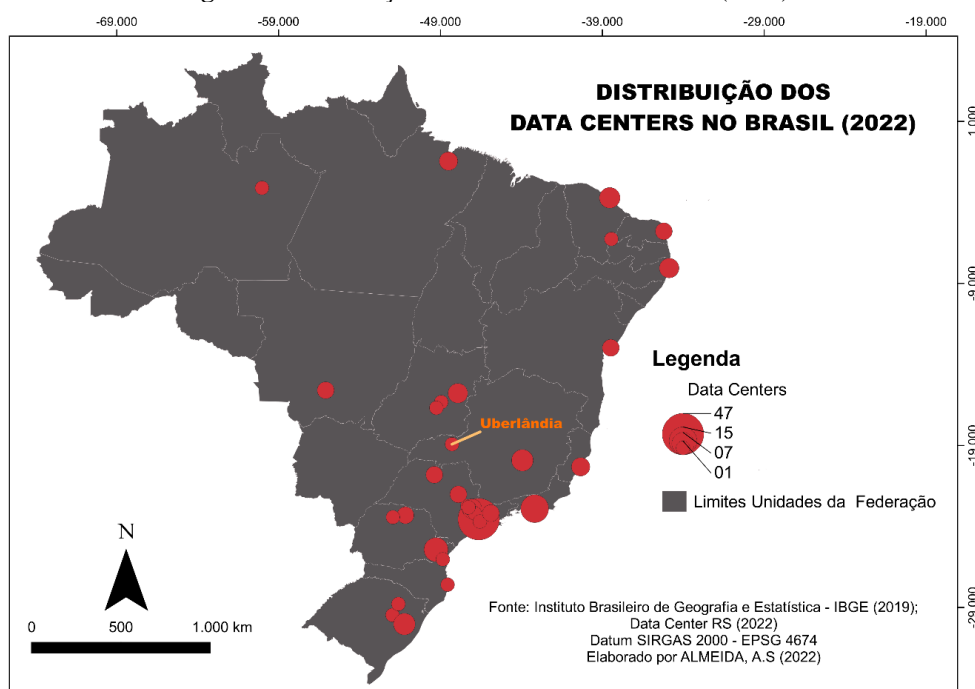 -69.000
-59.000
-49.000
-39.000
-29.000
-19.000
DISTRIBUIÇÃO DOS
DATA CENTERS NO BRASIL (2022)
1.000
-9.000
-19.000
-29.000
Uberlândia
Legenda
Data Centers
47
15
07
01
Limites Unidades da Federação
N
0
500
1.000 km
Fonte: Instituto Brasileiro de Geografia e Estatística - IBGE (2019);
Data Center RS (2022)
Datum SIRGAS 2000 - EPSG 4674
Elaborado por ALMEIDA, A.S (2022)